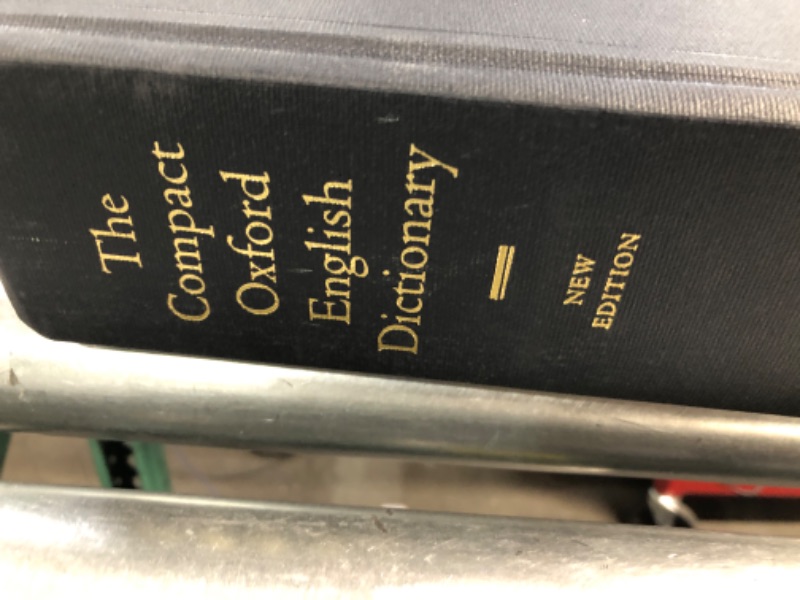 The
Compact
Oxford
English
Dictionary
NEW
EDITION